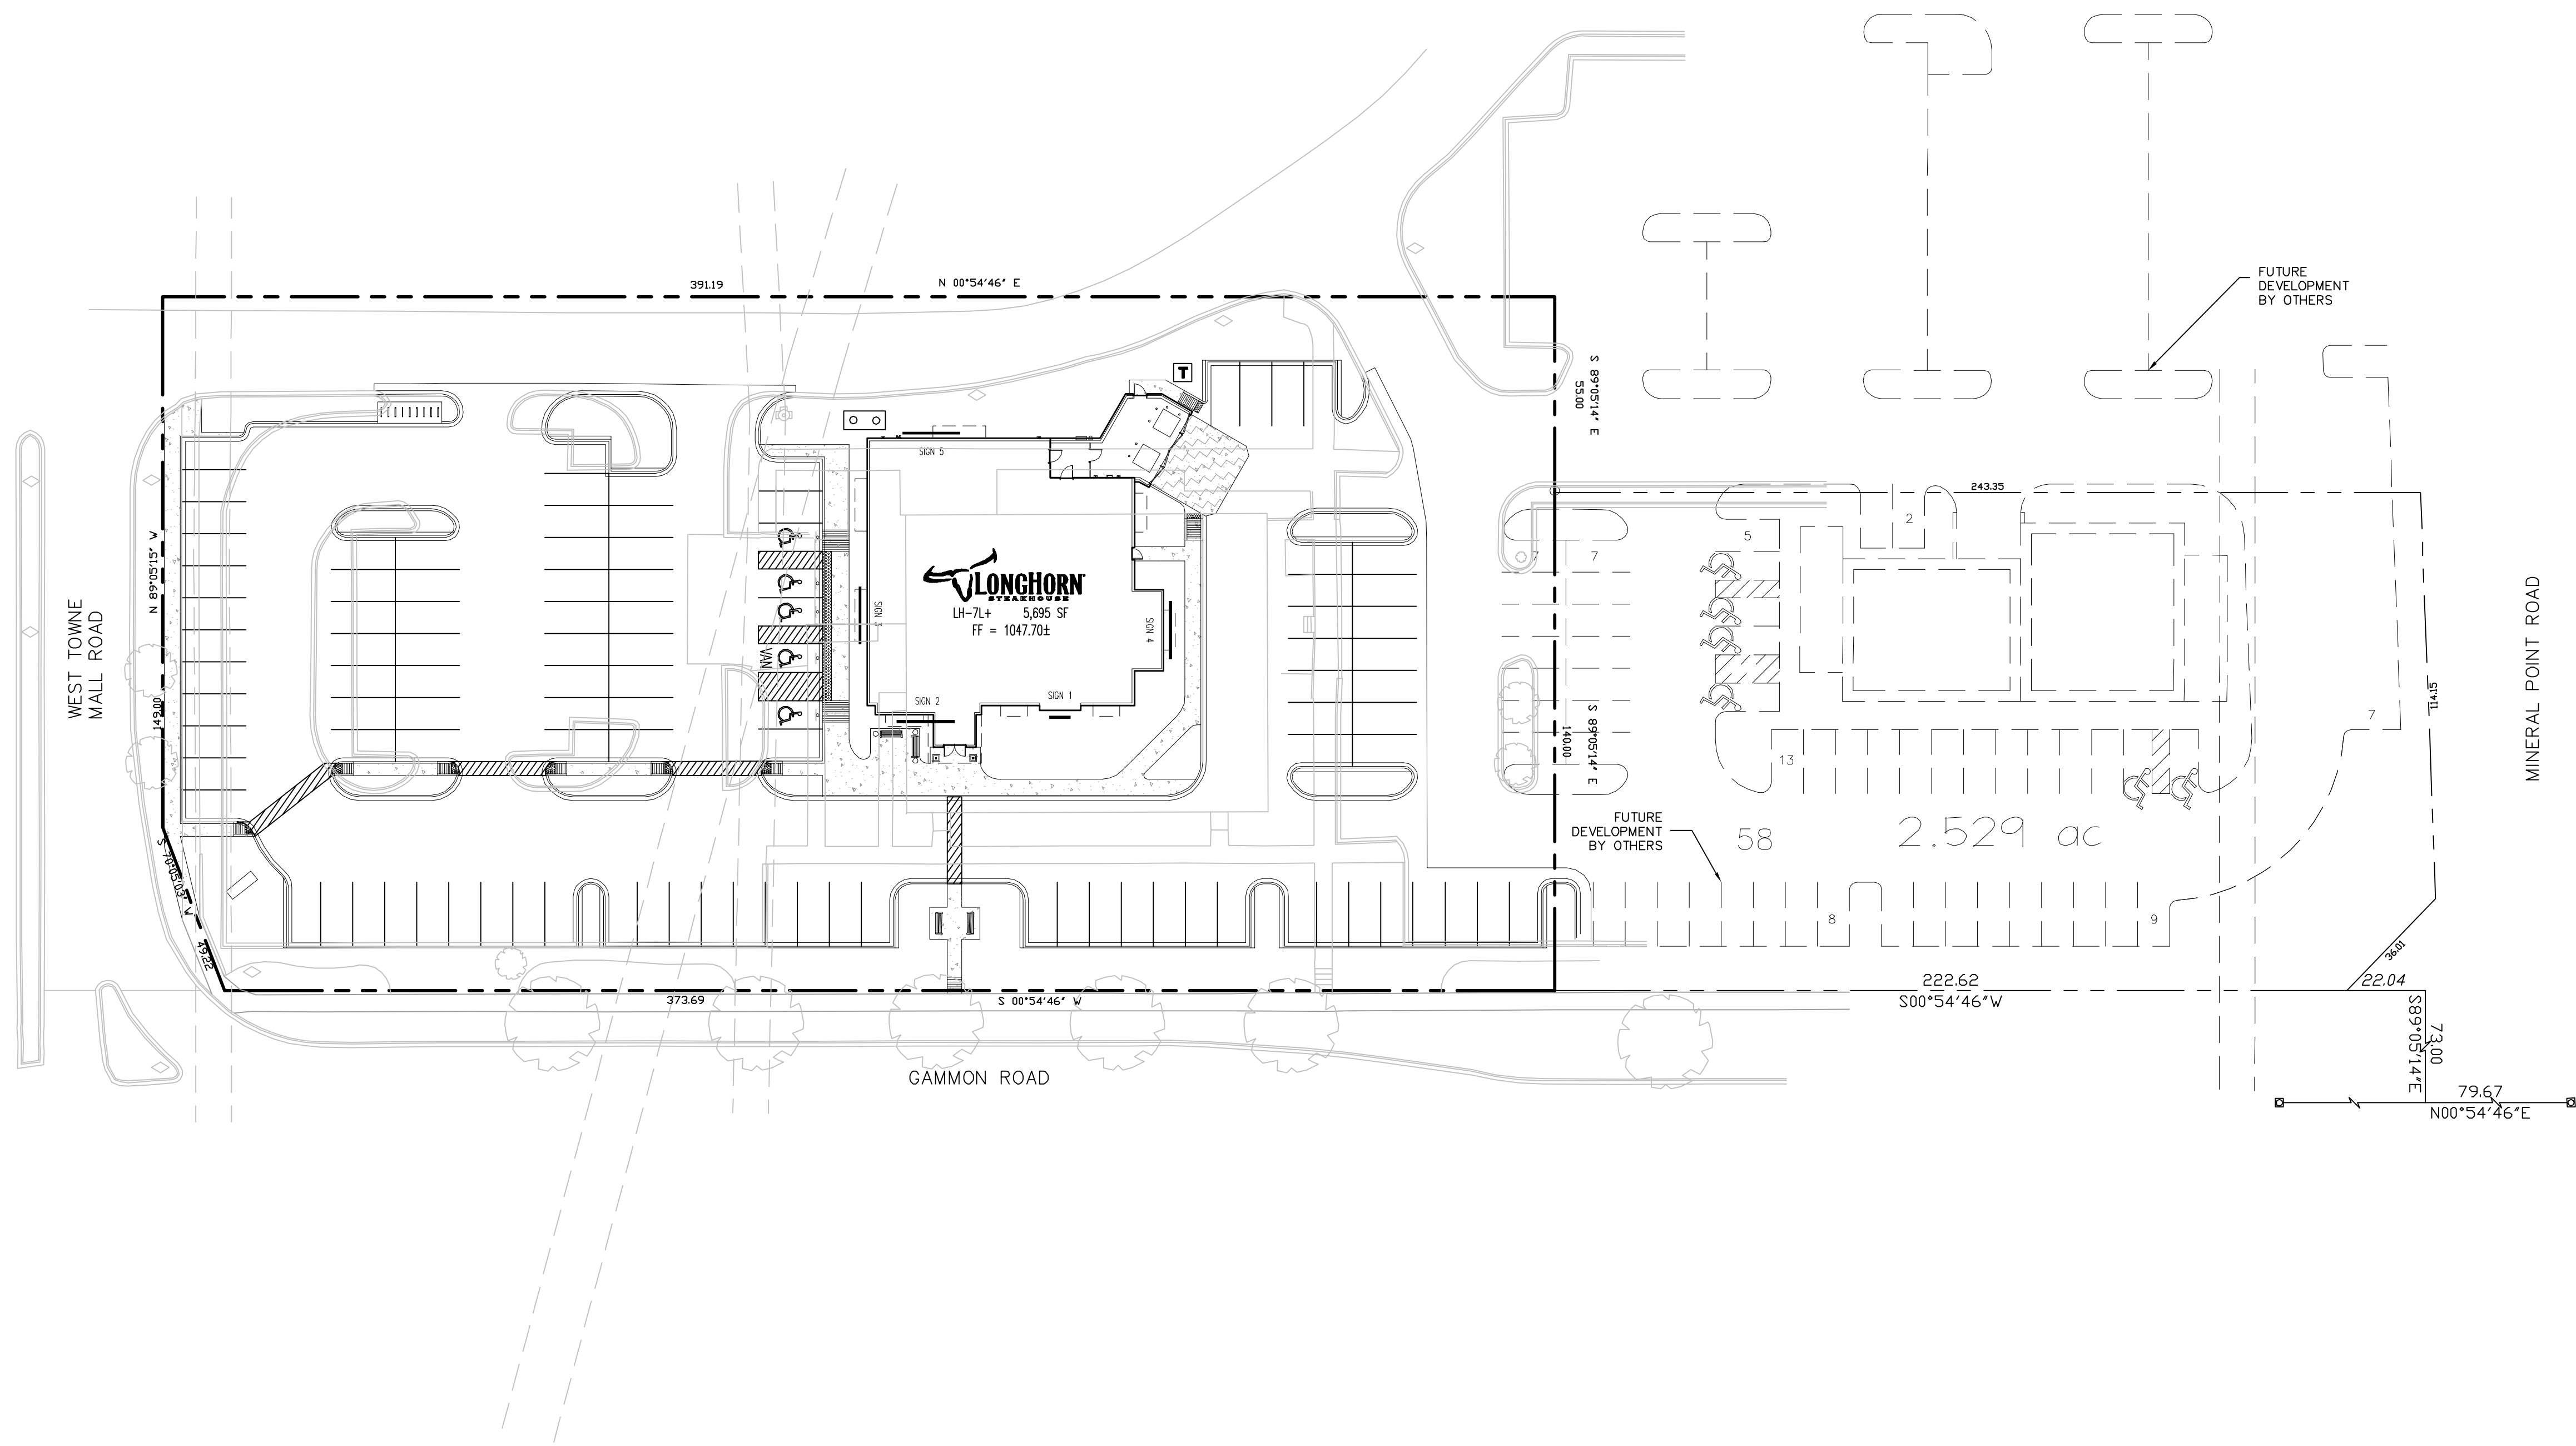 FUTURE
DEVELOPMENT
BY OTHERS
391.19
N 00°54'46" E
S 89°05'14" E
55.00
T
SIGN 5
243.35
2
5
7
7
N 89°05'15" W
149.00
WEST TOWNE
MALL ROAD
LONGHORN
STEAKHOUSE
LH-7L+ 5,695 SF
FF = 1047.70±
SIGN 3
SIGN 4
VAN
SIGN 2
SIGN 1
S 89°05'14" E
140.00
114.15
MINERAL POINT ROAD
7
13
FUTURE
DEVELOPMENT
BY OTHERS
58
2.529 ac
S 70°05'03" W
49.22
8
9
36.01
373.69
S 00°54'46" W
222.62
S00°54'46"W
22.04
S89°05'14"E
73.00
GAMMON ROAD
79.67
N00°54'46"E